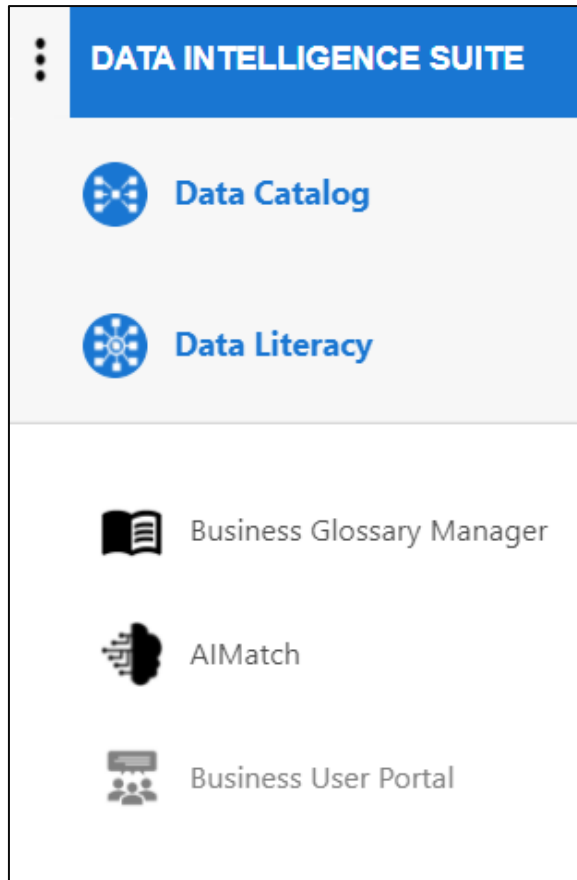 DATA INTELLIGENCE SUITE
Data Catalog
Data Literacy
Business Glossary Manager
AIMatch
Business User Portal